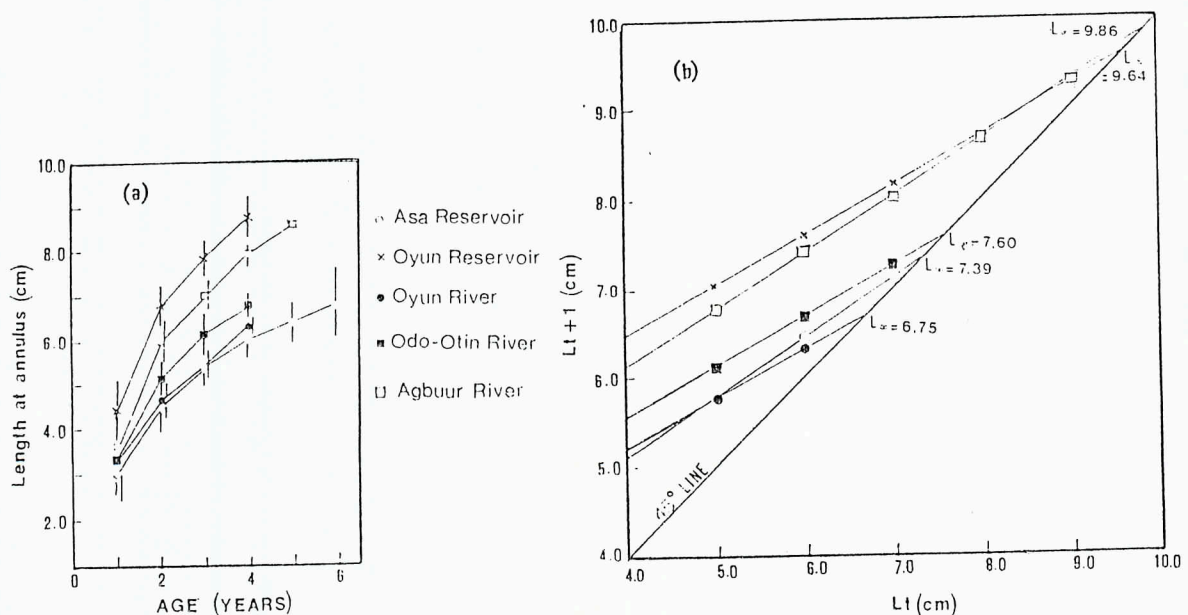 (a)
Length at annulus (cm)
10.0
8.0
6.0
4.0
2.0
0
2
4
6
AGE (YEARS)
Asa Reservoir
× Oyun Reservoir
● Oyun River
■ Odo-Otin River
□ Agbuur River
(b)
Lt + 1 (cm)
10.0
9.0
8.0
7.0
6.0
5.0
4.0
4.0
5.0
6.0
7.0
8.0
9.0
10.0
Lt (cm)
= 9.86
= 9.64
= 7.60
= 7.39
L∞ = 6.75
45° LINE